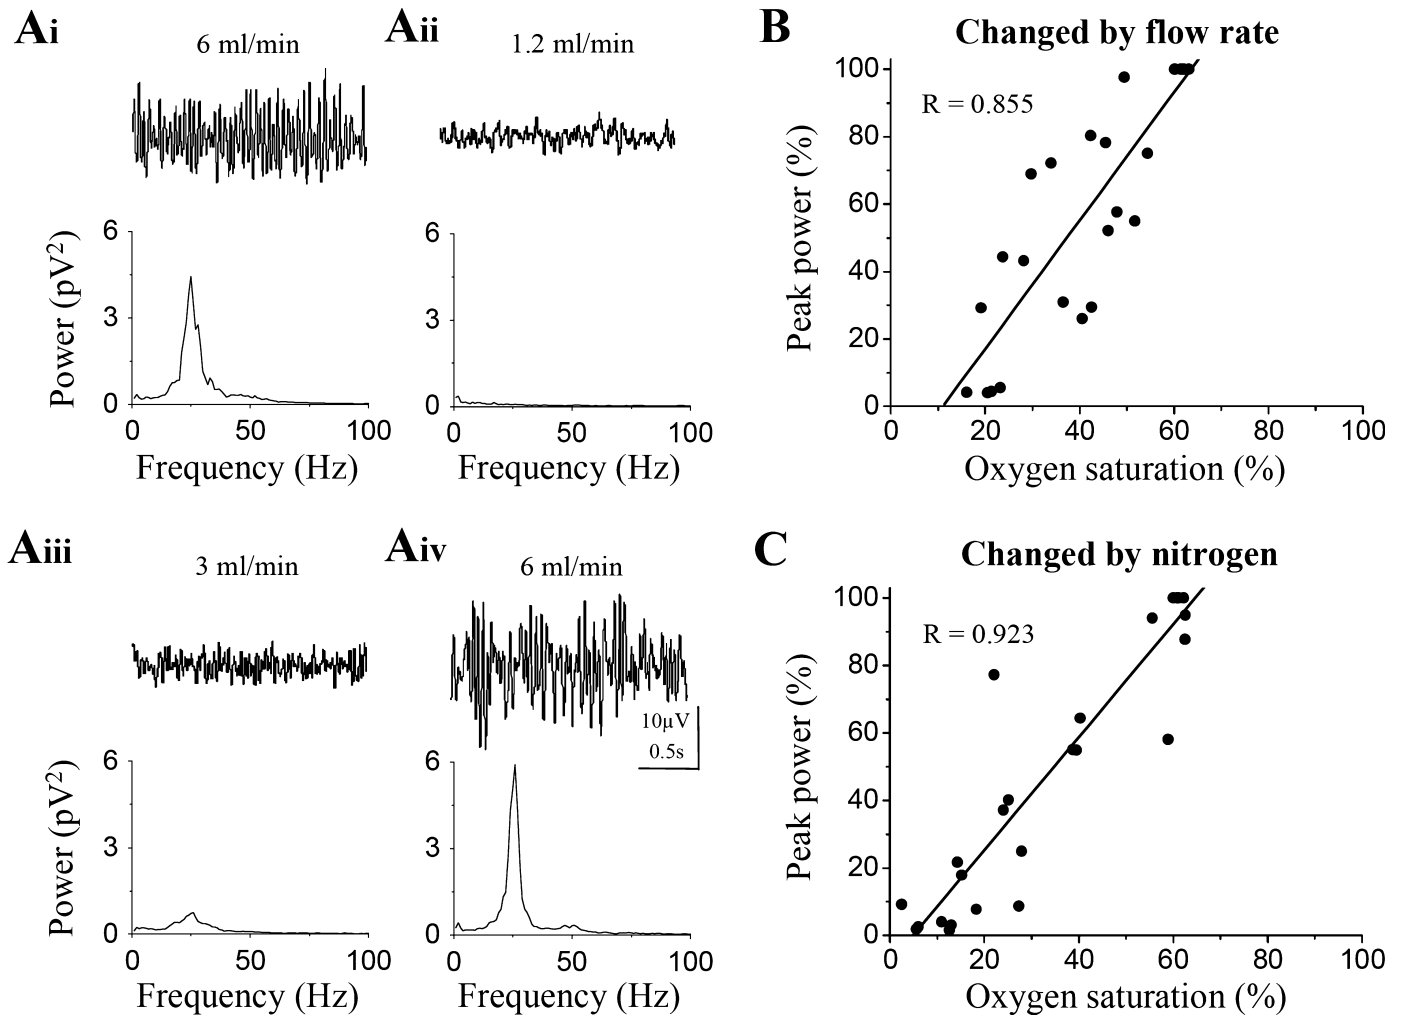 Ai
6 ml/min
6
3
0
Power (pV²)
0 50 100
Frequency (Hz)
Aii
1.2 ml/min
6
3
0
0 50 100
Frequency (Hz)
B
Changed by flow rate
R = 0.855
100
80
60
40
20
0
Peak power (%)
0 20 40 60 80 100
Oxygen saturation (%)
Aiii
3 ml/min
6
3
0
Power (pV²)
0 50 100
Frequency (Hz)
Aiv
6 ml/min
10µV
0.5s
6
3
0
0 50 100
Frequency (Hz)
C
Changed by nitrogen
R = 0.923
100
80
60
40
20
0
Peak power (%)
0 20 40 60 80 100
Oxygen saturation (%)